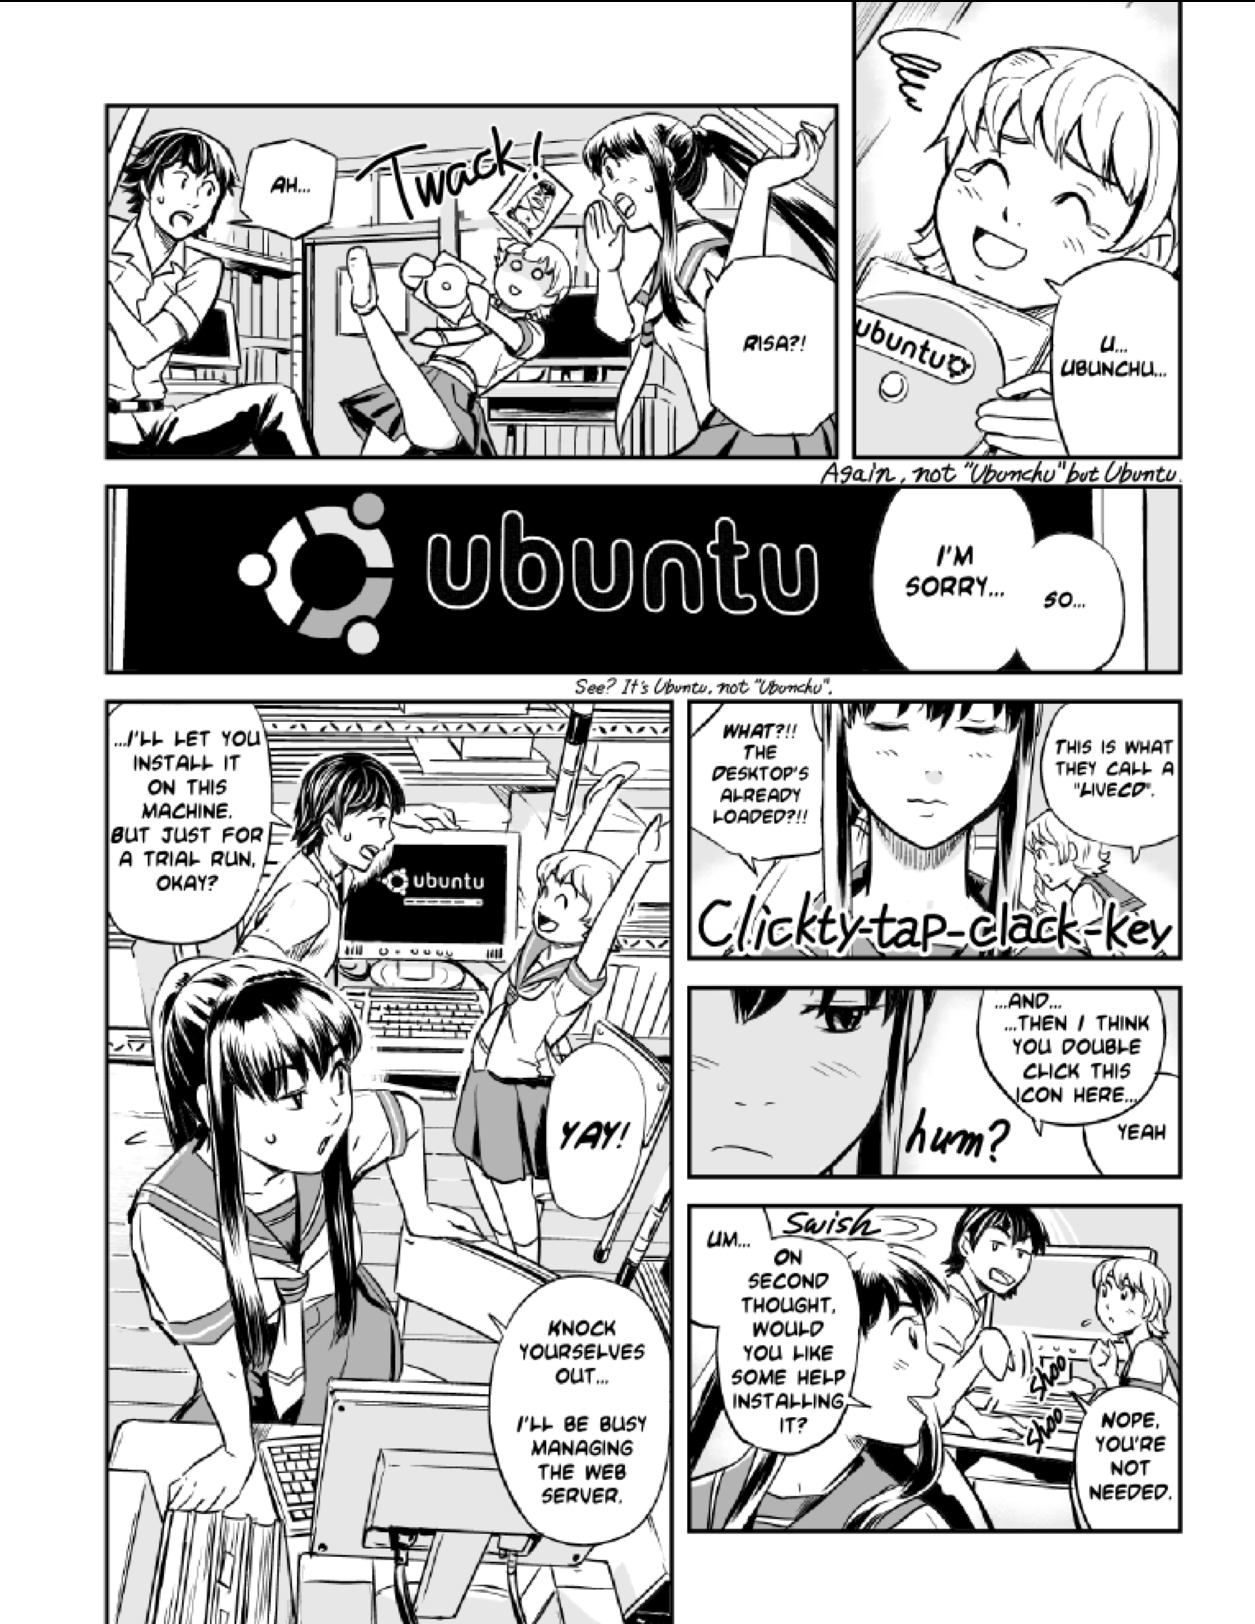 AH...
Twack!
RISA?!
U...
UBUNCHU...
ubuntu
Again, not "Ubunchu" but Ubuntu.
ubuntu
I'M
SORRY...
SO...
See? It's Ubuntu, not "Ubunchu".
...I'LL LET YOU
INSTALL IT
ON THIS
MACHINE.
BUT JUST FOR
A TRIAL RUN,
OKAY?
ubuntu
YAY!
KNOCK
YOURSELVES
OUT...
I'LL BE BUSY
MANAGING
THE WEB
SERVER.
WHAT?!!
THE
DESKTOP'S
ALREADY
LOADED?!!
THIS IS WHAT
THEY CALL A
"LIVECD".
Clickty-tap-clack-key
...AND...
...THEN I THINK
YOU DOUBLE
CLICK THIS
ICON HERE...
YEAH
hum?
UM...
Swish
ON
SECOND
THOUGHT,
WOULD
YOU LIKE
SOME HELP
INSTALLING
IT?
Shoo
Shoo
NOPE,
YOU'RE
NOT
NEEDED.